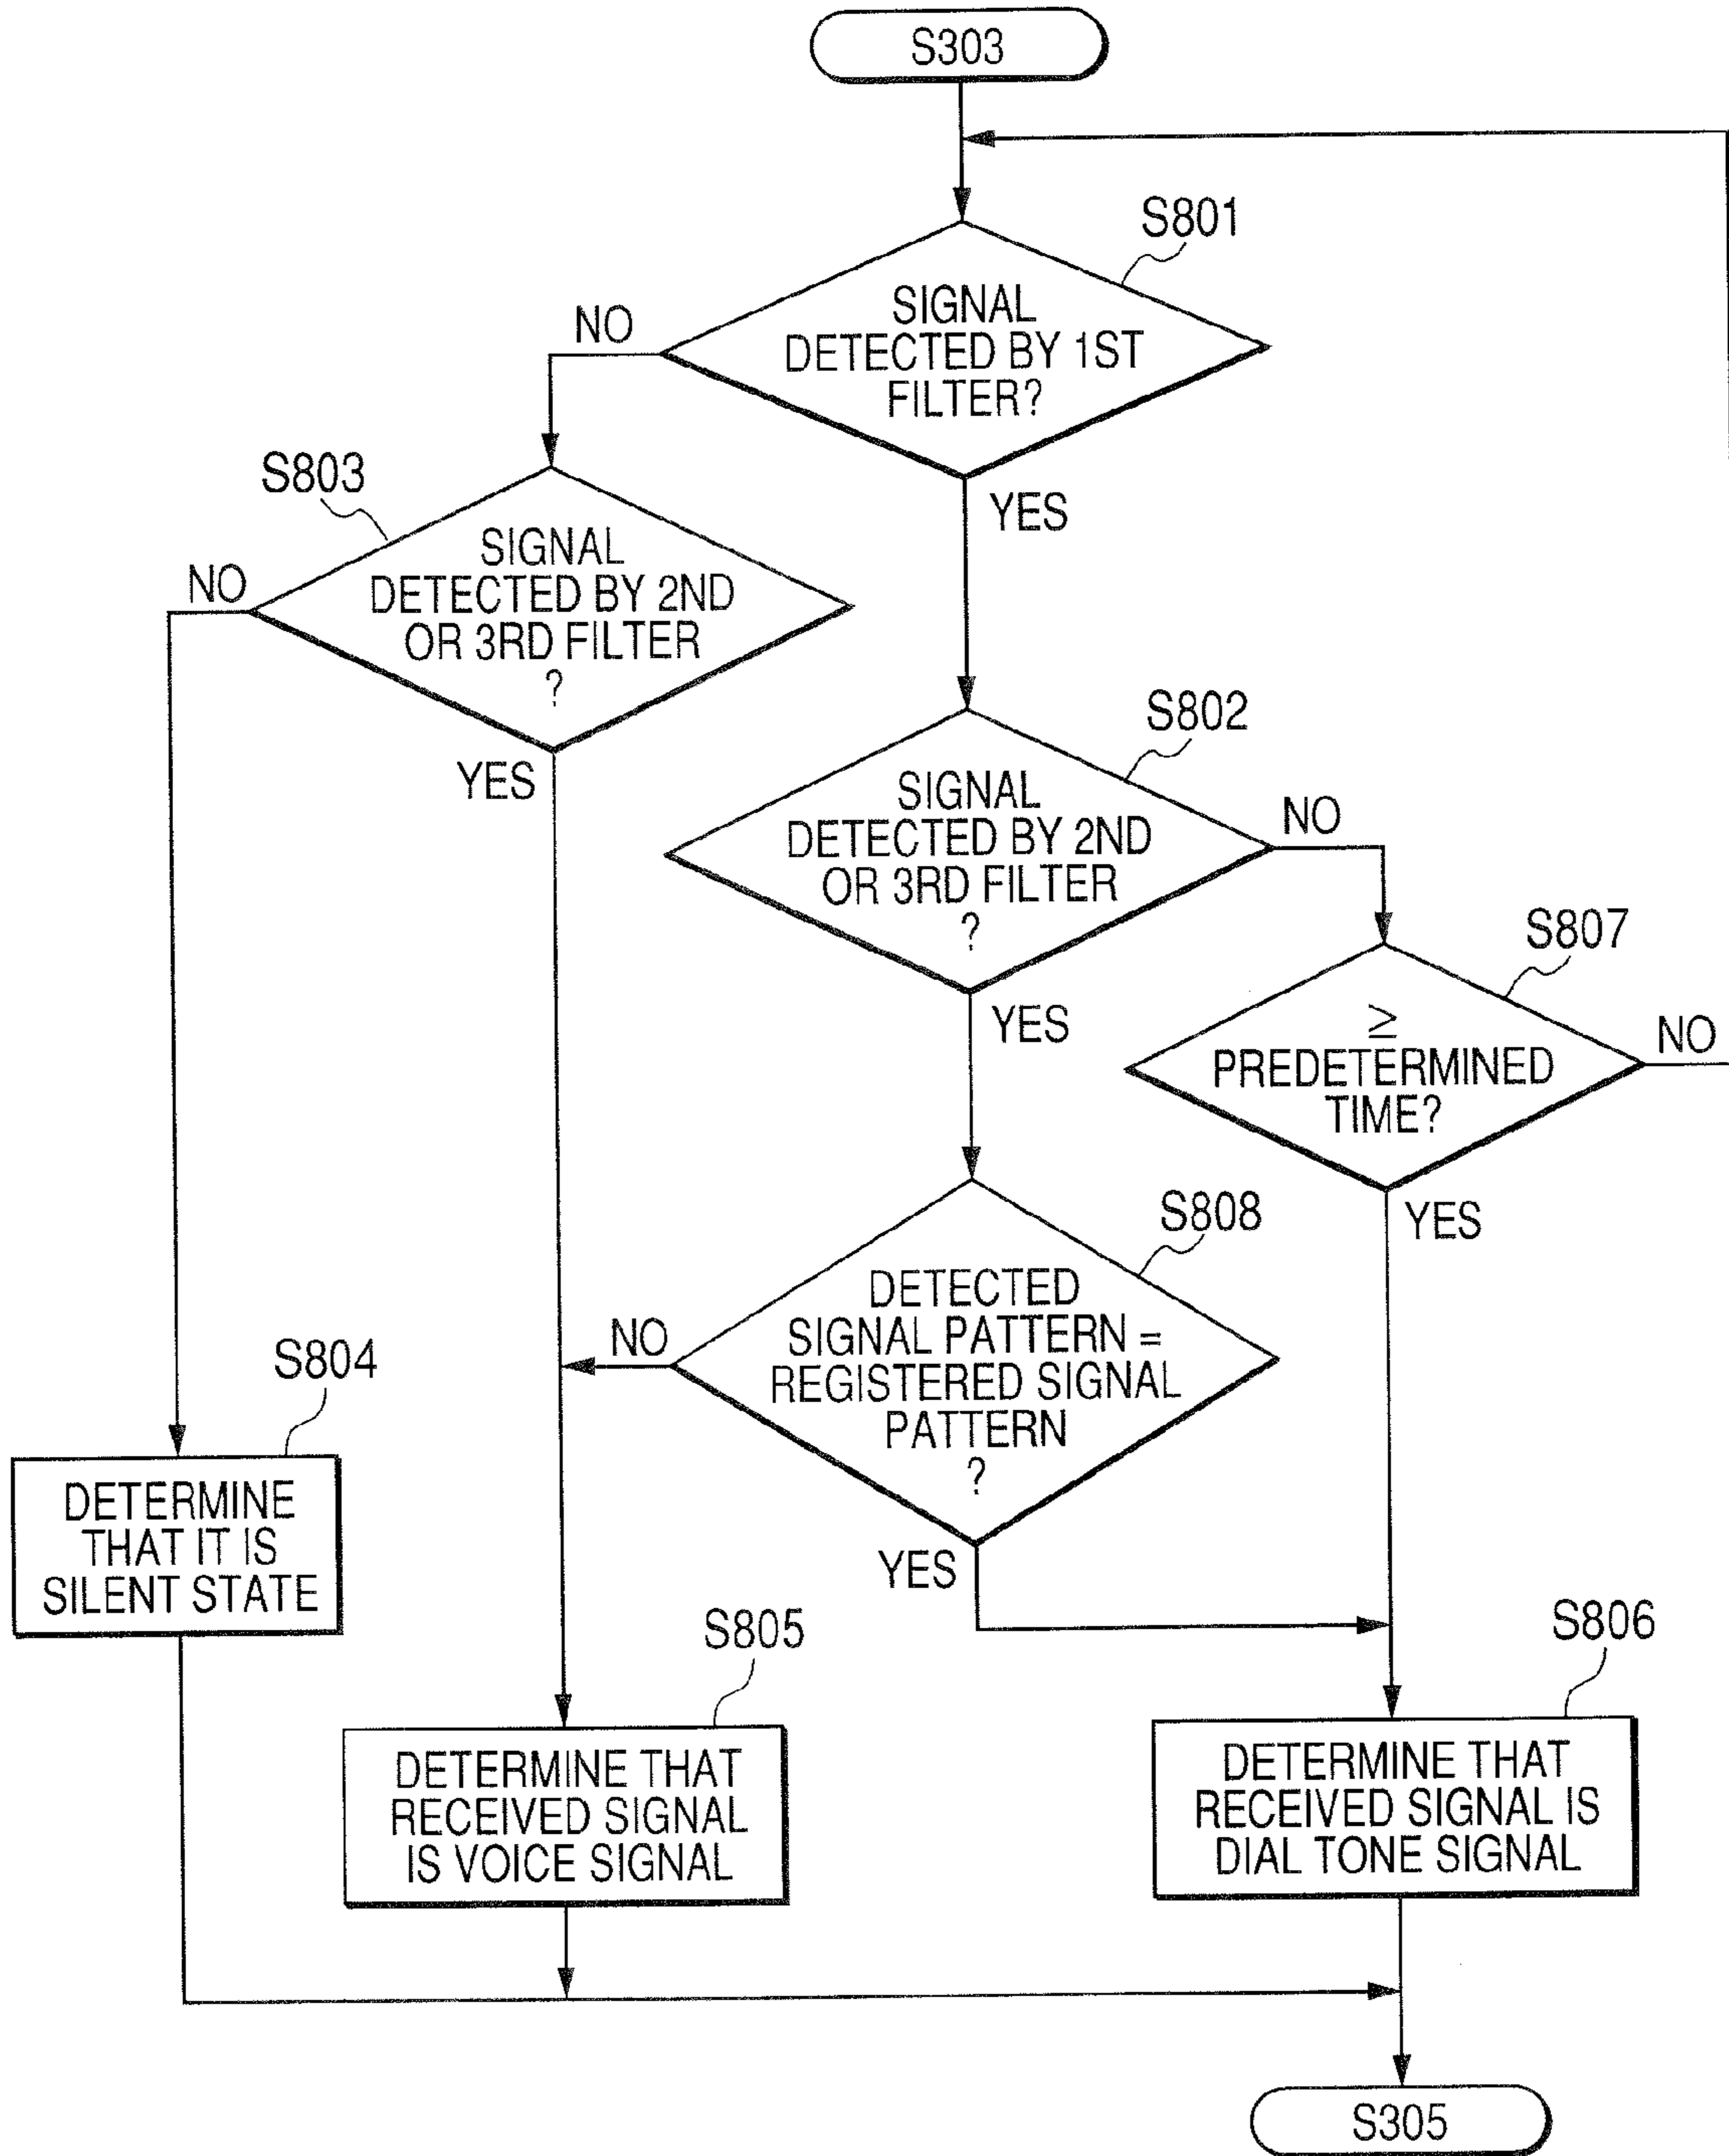 S303
S801
SIGNAL
DETECTED BY 1ST
FILTER?
NO
YES
S803
SIGNAL
DETECTED BY 2ND
OR 3RD FILTER
?
NO
YES
S802
SIGNAL
DETECTED BY 2ND
OR 3RD FILTER
?
NO
YES
S807
≥
PREDETERMINED
TIME?
NO
YES
S808
DETECTED
SIGNAL PATTERN =
REGISTERED SIGNAL
PATTERN
?
NO
YES
S804
DETERMINE
THAT IT IS
SILENT STATE
S805
DETERMINE THAT
RECEIVED SIGNAL
IS VOICE SIGNAL
S806
DETERMINE THAT
RECEIVED SIGNAL IS
DIAL TONE SIGNAL
S305